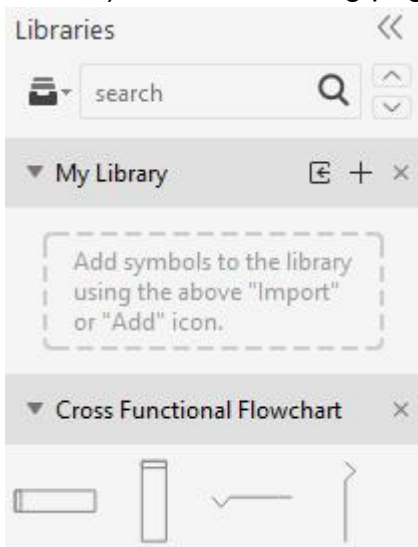 Libraries
search
My Library
Add symbols to the library
using the above "Import"
or "Add" icon.
Cross Functional Flowchart